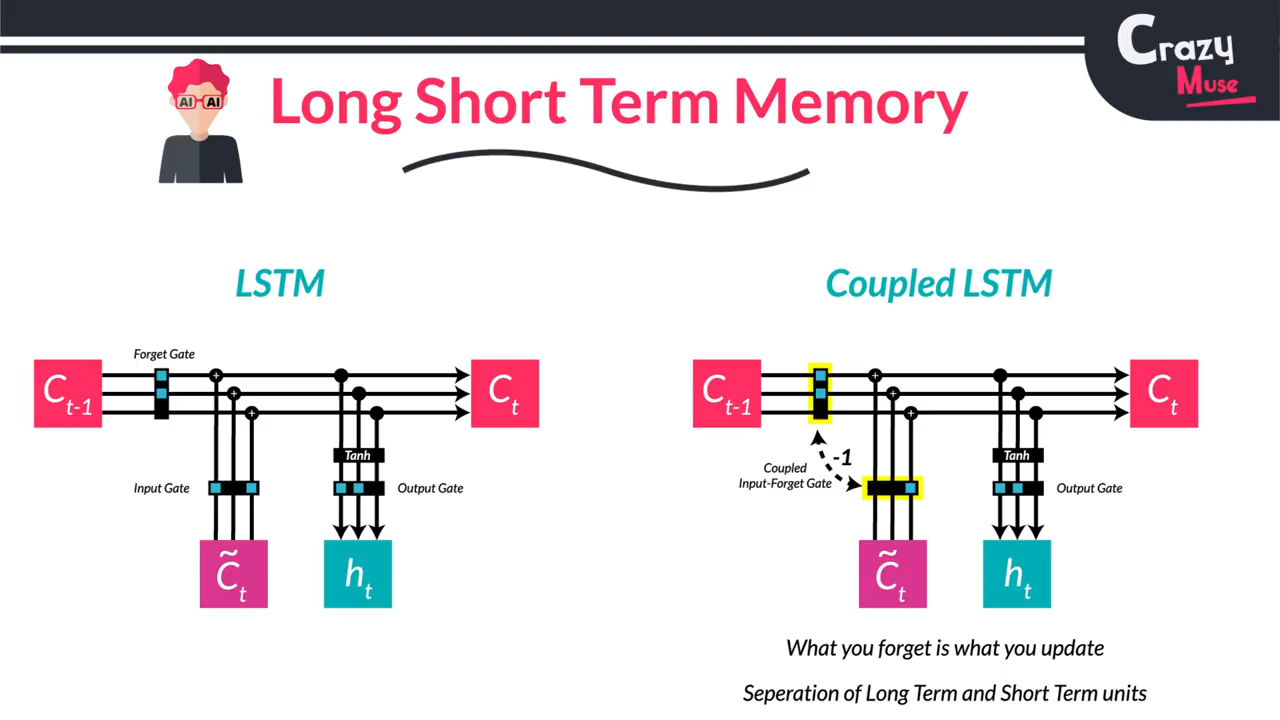 Crazy
Muse
AI AI
Long Short Term Memory
LSTM
Coupled LSTM
Forget Gate
C t-1
C t
Tanh
Input Gate
Output Gate
C̃ t
h t
C t-1
C t
-1
Coupled
Input-Forget Gate
Tanh
Output Gate
C̃ t
h t
What you forget is what you update
Seperation of Long Term and Short Term units